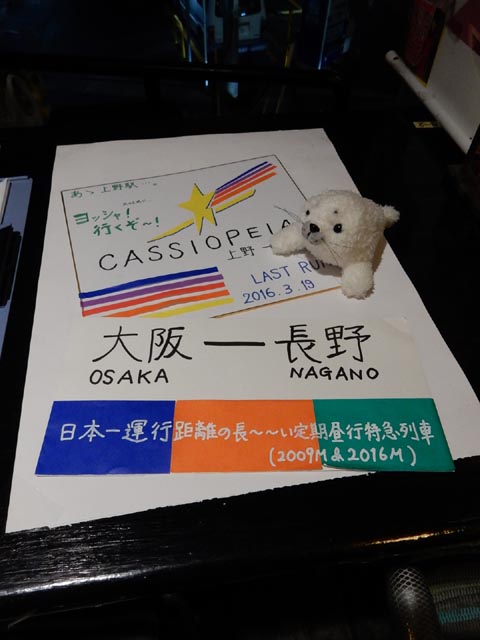 あゝ上野駅…。
ヨッシャ!
行くぞ〜!
CASSIOPEIA
上野
LAST RUN
2016.3.19
大阪 ― 長野
OSAKA NAGANO
日本一運行距離の長〜〜い定期昼行特急列車
(2009M&2016M)